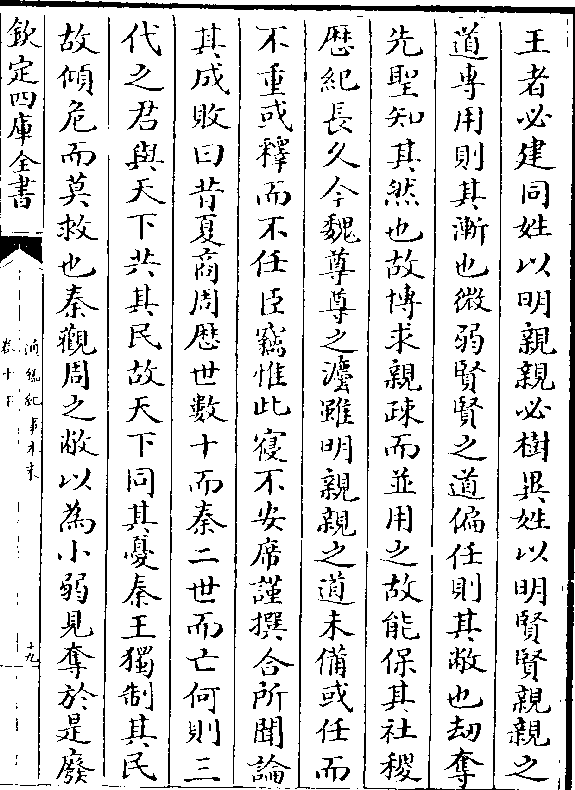 王者必建同姓以明親親必樹異姓以明賢賢親親之
道専用則其漸也微弱賢賢之道偏任則其敝也刼奪
先聖知其然也故博求親疎而並用之故能保其社稷
歴紀長久今魏尊尊之灋雖明親親之道未備或任而
不重或釋而不任臣竊惟此寢不安席謹撰合所聞論
其成敗曰昔夏商周歴世數十而秦二世而亡何則三
代之君與天下共其民故天下同其憂秦王獨制其民
故傾危而莫救也秦觀周之敝以為小弱見奪於是廢
欽定四庫全書
通鑑紀事本末
卷十下
十九